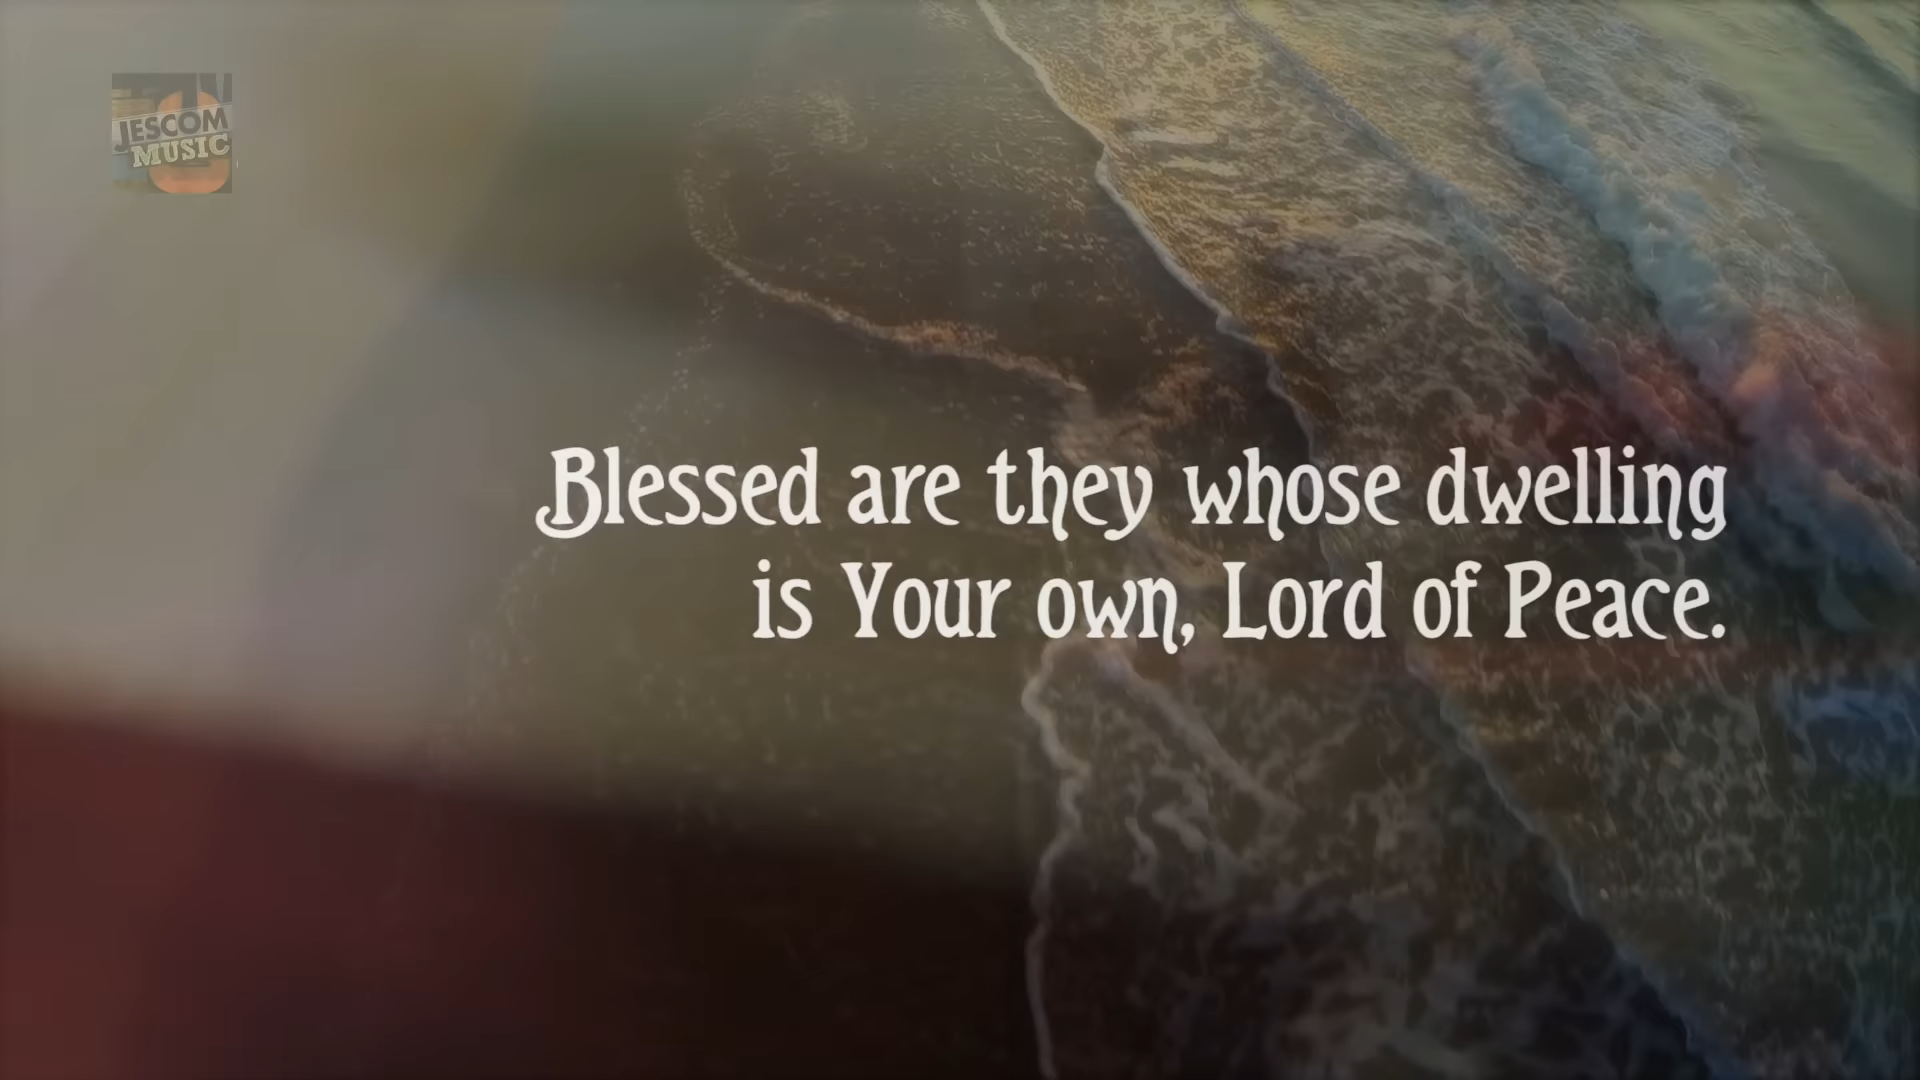 JESCOM
MUSIC
Blessed are they whose dwelling
is Your own, Lord of Peace.